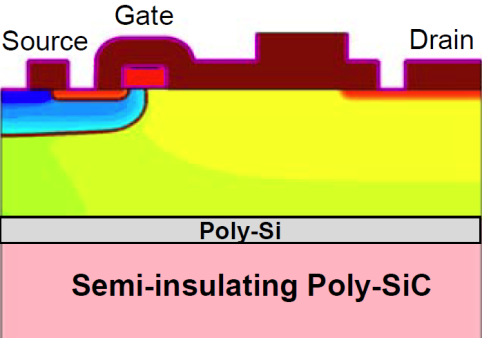 Gate
Source
Drain
Poly-Si
Semi-insulating Poly-SiC